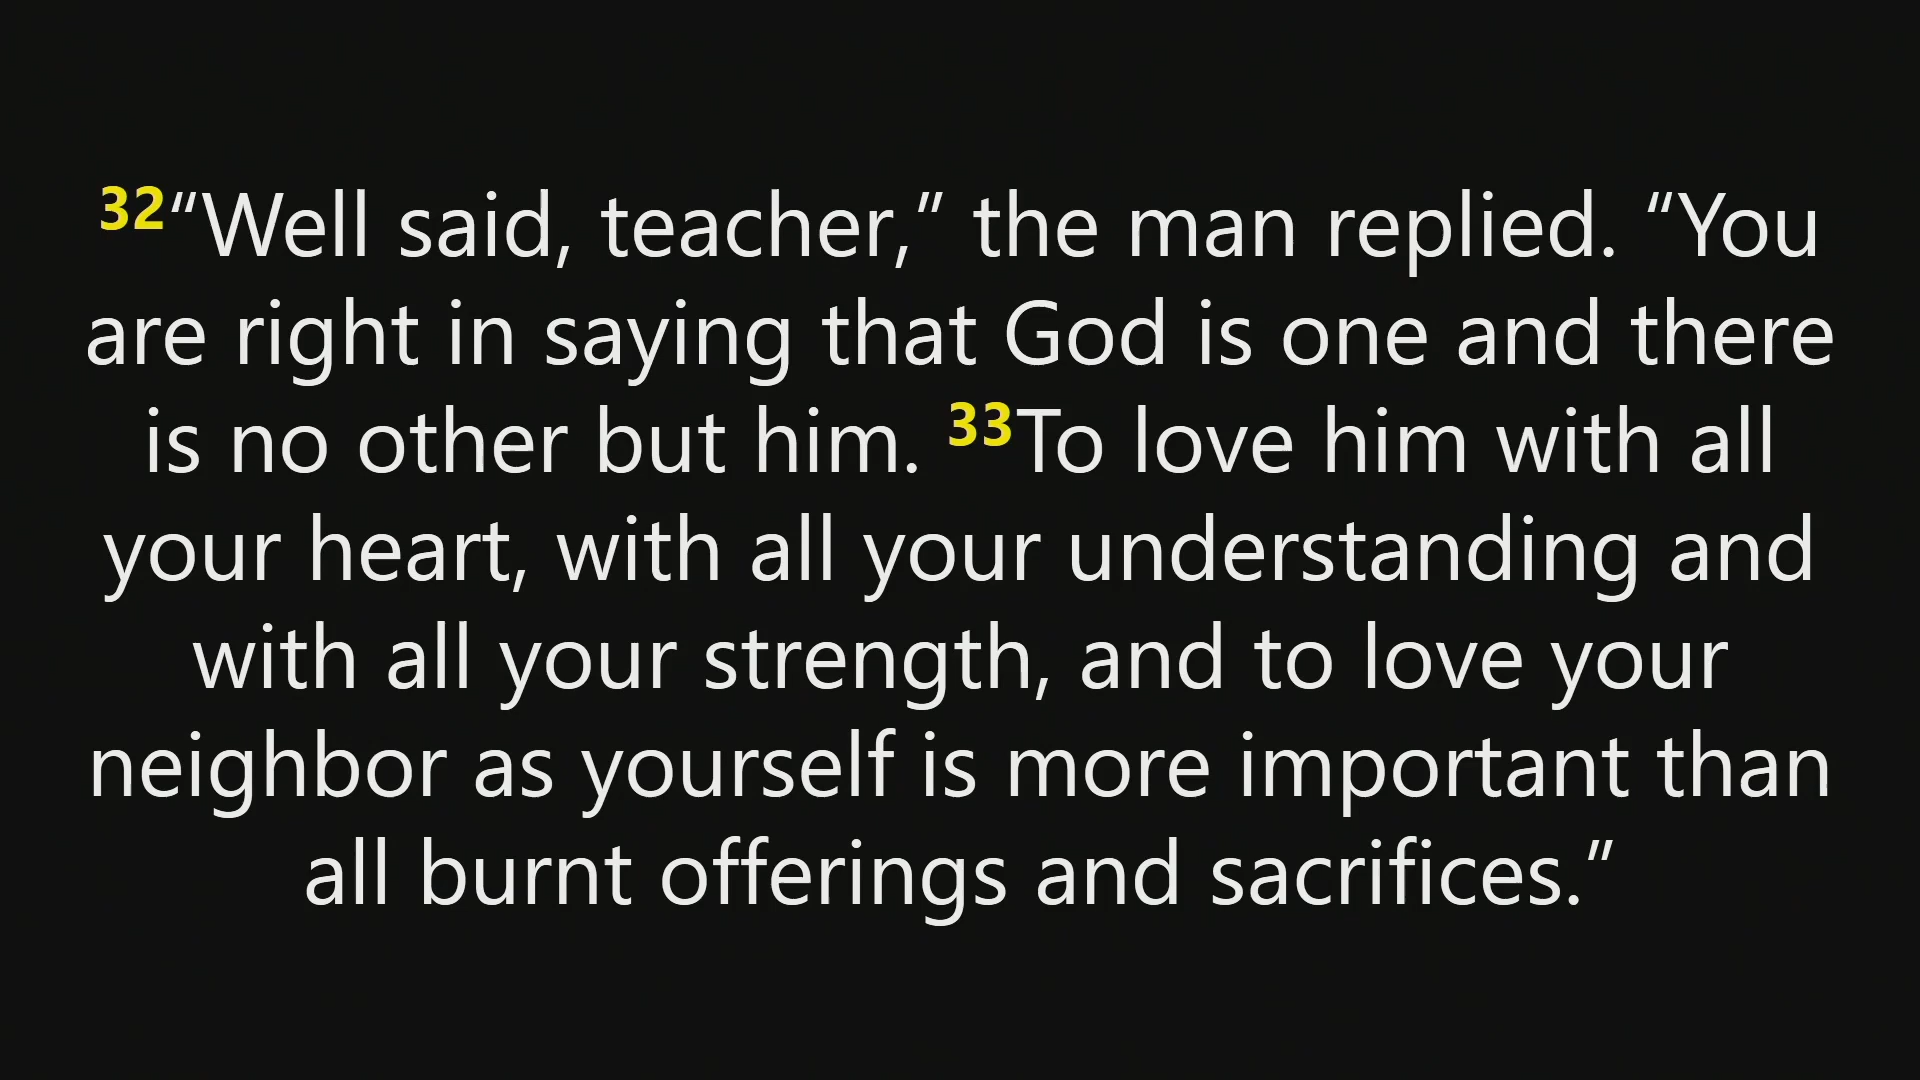 32“Well said, teacher,” the man replied. “You
are right in saying that God is one and there
is no other but him. 33To love him with all
your heart, with all your understanding and
with all your strength, and to love your
neighbor as yourself is more important than
all burnt offerings and sacrifices.”